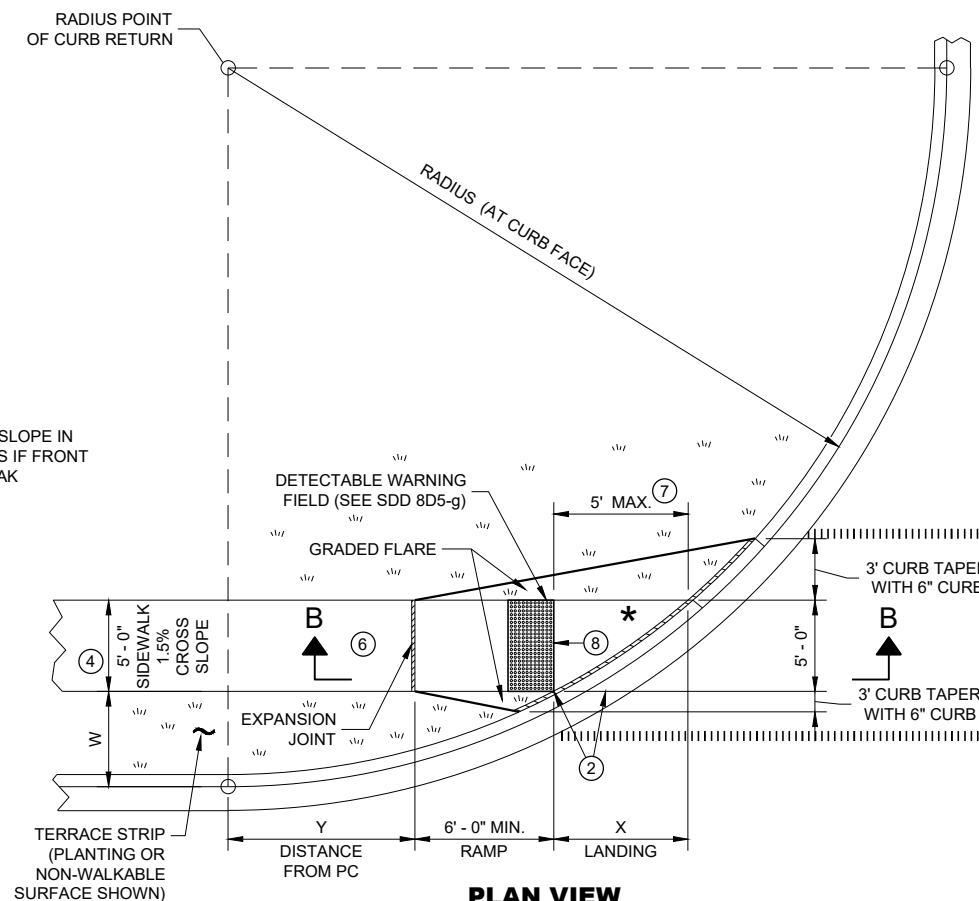 RADIUS POINT
OF CURB RETURN
RADIUS (AT CURB FACE)
SLOPE IN
S IF FRONT
AK
DETECTABLE WARNING
FIELD (SEE SDD 8D5-g)
5' MAX.
7
GRADED FLARE
3' CURB TAPER
WITH 6" CURB
4
5' - 0"
SIDEWALK
1.5%
CROSS
SLOPE
B
6
*
8
B
5' - 0"
EXPANSION
JOINT
3' CURB TAPER
WITH 6" CURB
W
2
TERRACE STRIP
(PLANTING OR
NON-WALKABLE
SURFACE SHOWN)
Y
DISTANCE
FROM PC
6' - 0" MIN.
RAMP
X
LANDING
PLAN VIEW